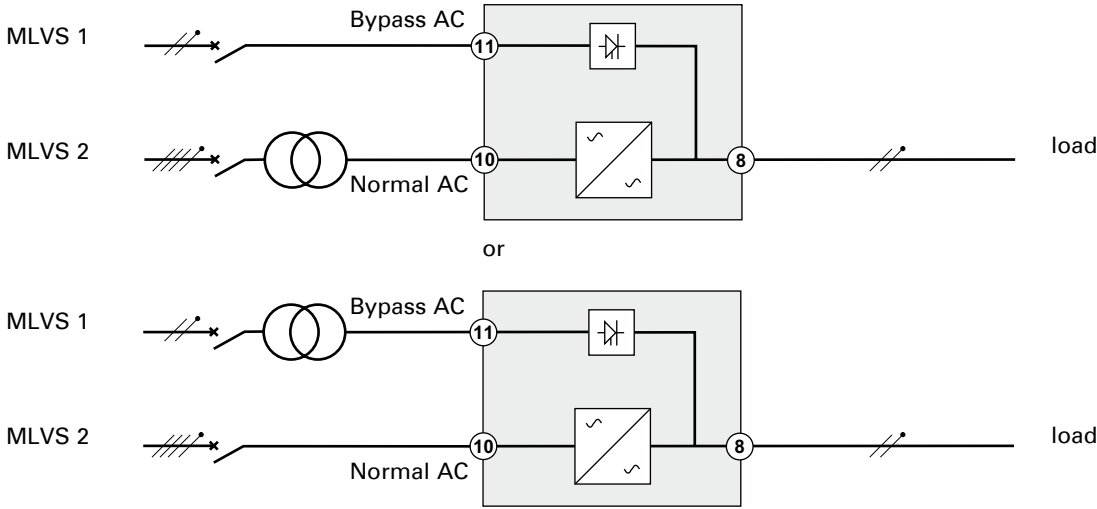 Bypass AC
MLVS 1
11
MLVS 2
10
8
load
Normal AC
or
Bypass AC
MLVS 1
11
MLVS 2
10
8
load
Normal AC